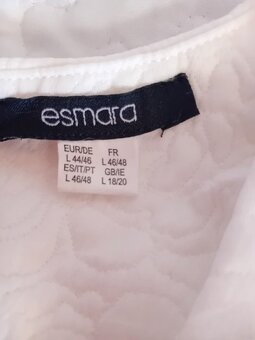 esmara
EUR/DE FR
L 44/46 L 46/48
ES/IT/PT GB/IE
L 46/48 L 18/20